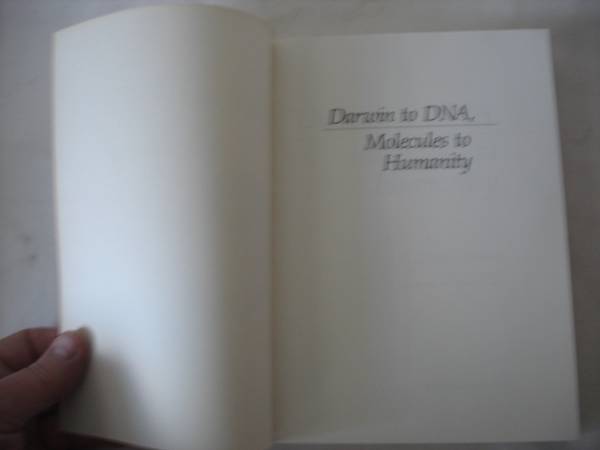 Darwin to DNA,
Molecules to
Humanity